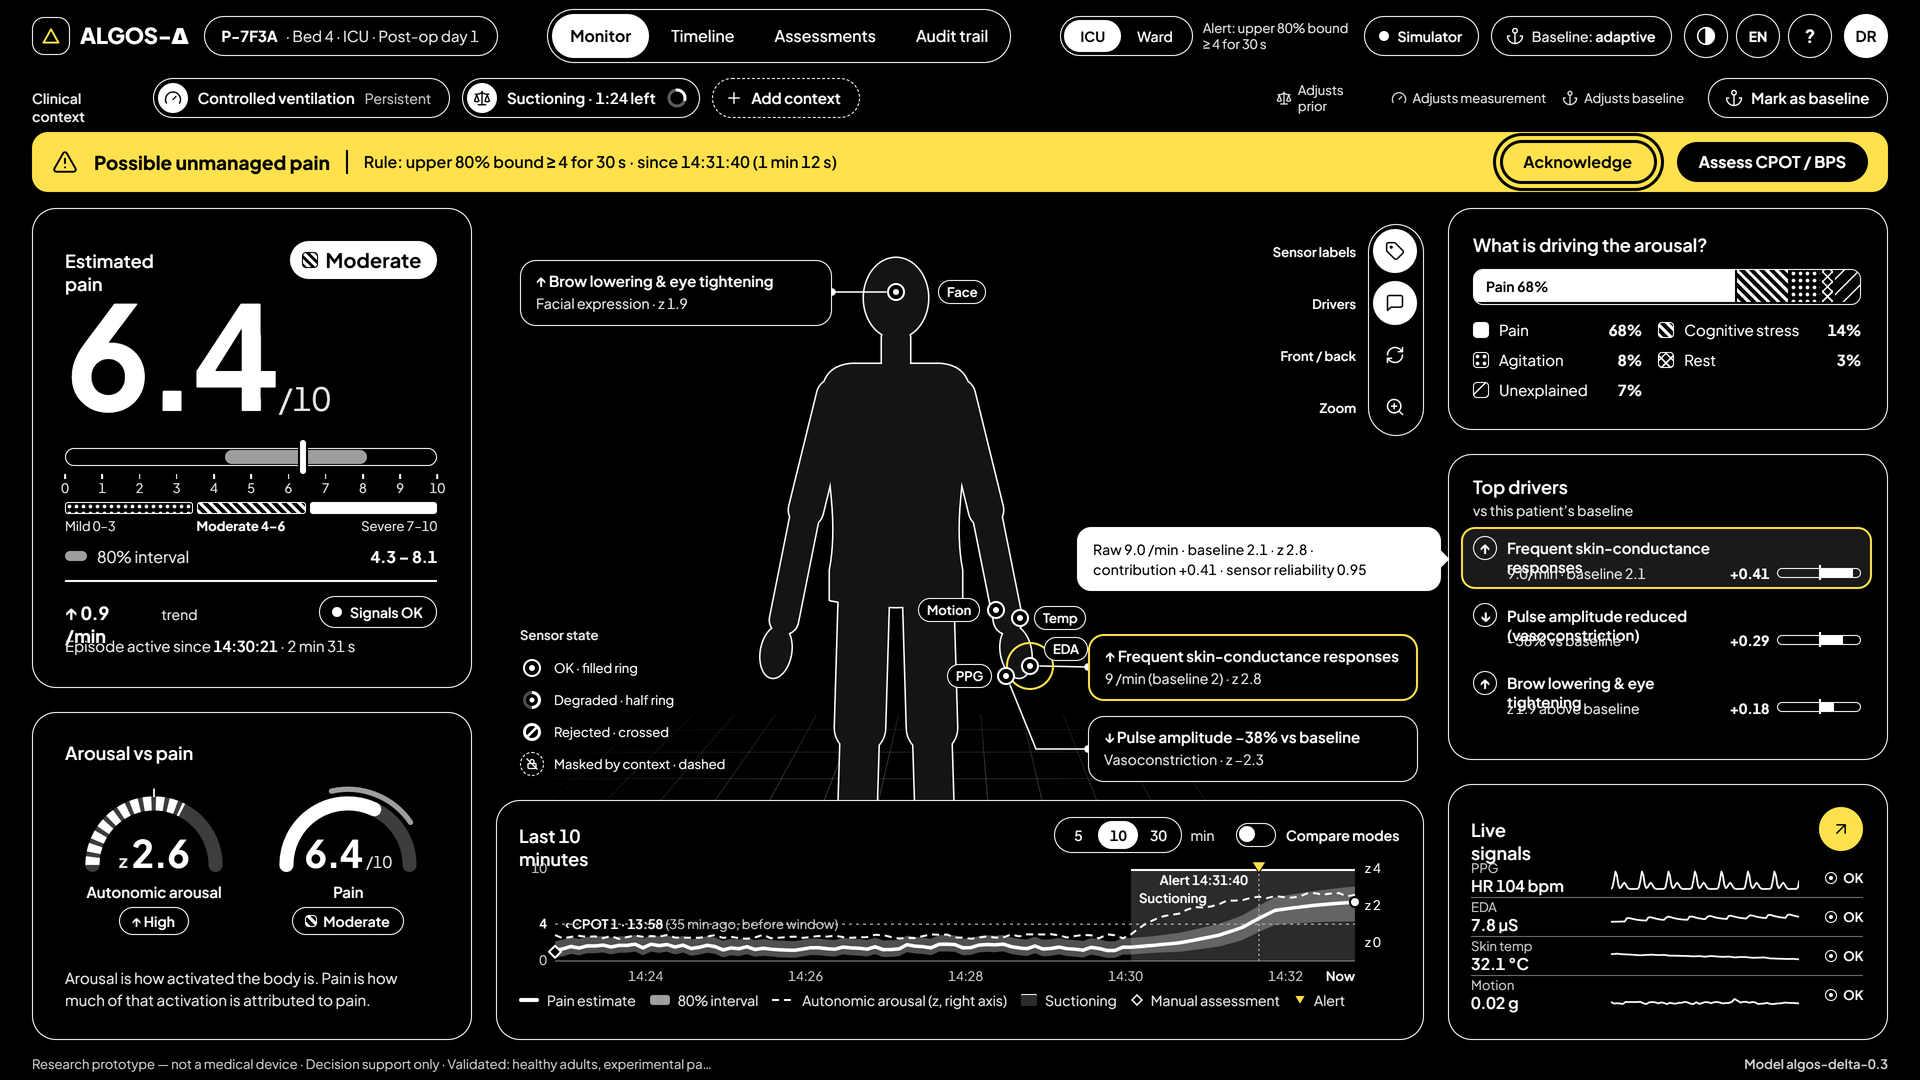 ALGOS-Δ
P-7F3A · Bed 4 · ICU · Post-op day 1
Monitor
Timeline
Assessments
Audit trail
ICU
Ward
Alert: upper 80% bound
≥ 4 for 30 s
Simulator
Baseline: adaptive
EN
?
DR
Clinical
context
Controlled ventilation Persistent
Suctioning · 1:24 left
+ Add context
Adjusts
prior
Adjusts measurement
Adjusts baseline
Mark as baseline
Possible unmanaged pain
Rule: upper 80% bound ≥ 4 for 30 s · since 14:31:40 (1 min 12 s)
Acknowledge
Assess CPOT / BPS
Estimated
pain
Moderate
6.4/10
0 1 2 3 4 5 6 7 8 9 10
Mild 0–3
Moderate 4–6
Severe 7–10
80% interval
4.3 – 8.1
↑ 0.9
/min
trend
Signals OK
Episode active since 14:30:21 · 2 min 31 s
Arousal vs pain
z 2.6
6.4/10
Autonomic arousal
Pain
↑ High
Moderate
Arousal is how activated the body is. Pain is how
much of that activation is attributed to pain.
↑ Brow lowering & eye tightening
Facial expression · z 1.9
Face
Sensor labels
Drivers
Front / back
Zoom
Raw 9.0 /min · baseline 2.1 · z 2.8 ·
contribution +0.41 · sensor reliability 0.95
Motion
Temp
EDA
PPG
↑ Frequent skin-conductance responses
9 /min (baseline 2) · z 2.8
↓ Pulse amplitude −38% vs baseline
Vasoconstriction · z −2.3
Sensor state
OK · filled ring
Degraded · half ring
Rejected · crossed
Masked by context · dashed
Last 10
minutes
5
10
30
min
Compare modes
10
4
0
Alert 14:31:40
Suctioning
‹ CPOT 1 · 13:58 (35 min ago, before window)
z 4
z 2
z 0
14:24
14:26
14:28
14:30
14:32
Now
Pain estimate
80% interval
Autonomic arousal (z, right axis)
Suctioning
Manual assessment
Alert
What is driving the arousal?
Pain 68%
Pain 68%
Cognitive stress 14%
Agitation 8%
Rest 3%
Unexplained 7%
Top drivers
vs this patient's baseline
Frequent skin-conductance
responses
9.0/min · baseline 2.1
+0.41
Pulse amplitude reduced
(vasoconstriction)
−38% vs baseline
+0.29
Brow lowering & eye
tightening
z 1.9 above baseline
+0.18
Live
signals
PPG
HR 104 bpm
OK
EDA
7.8 µS
OK
Skin temp
32.1 °C
OK
Motion
0.02 g
OK
Research prototype — not a medical device · Decision support only · Validated: healthy adults, experimental pa…
Model algos-delta-0.3